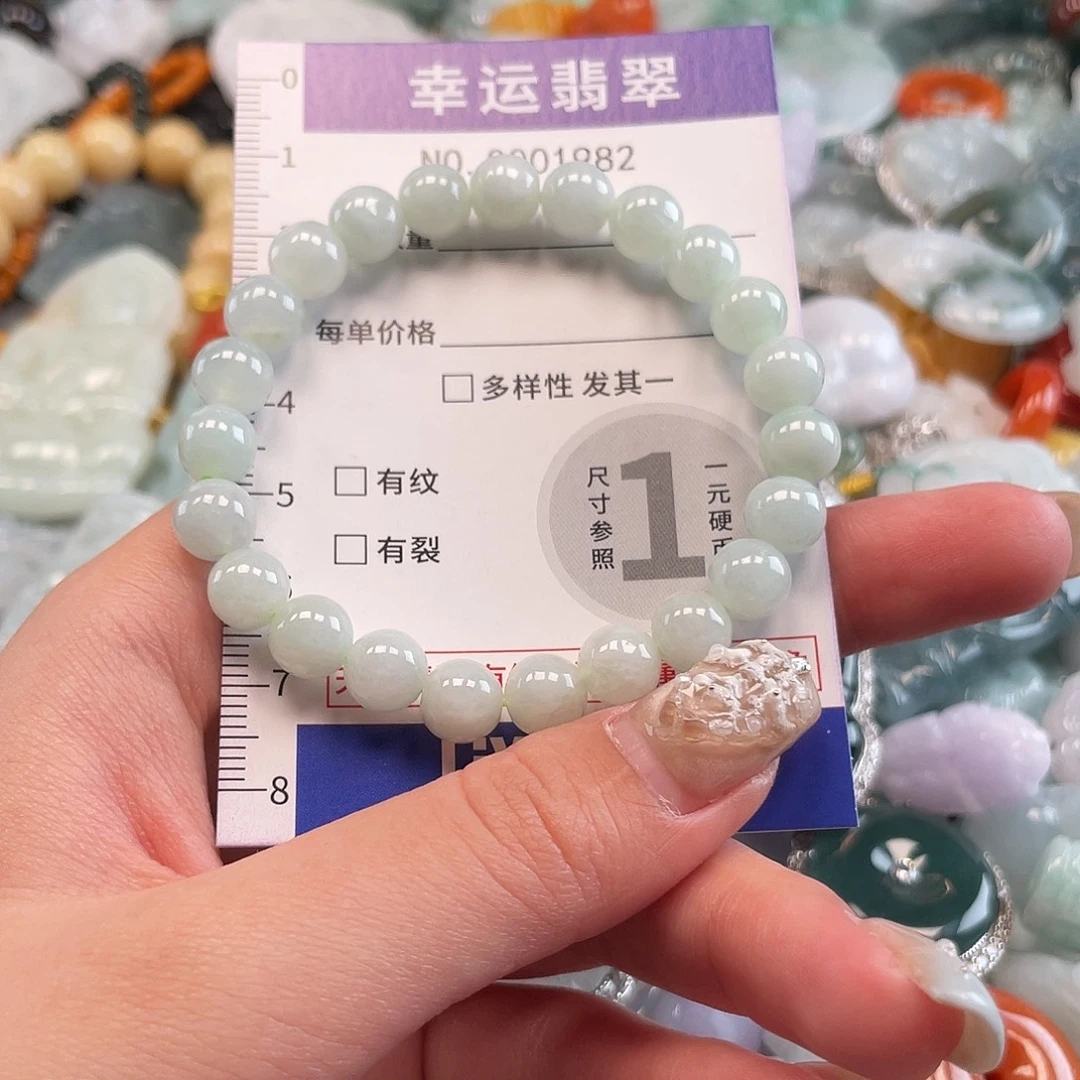 0
幸运翡翠
1
NO. 0001882
量
每单价格
4
多样性 发其一
5
有纹
有裂
尺寸参照
1
一元硬币
7
8